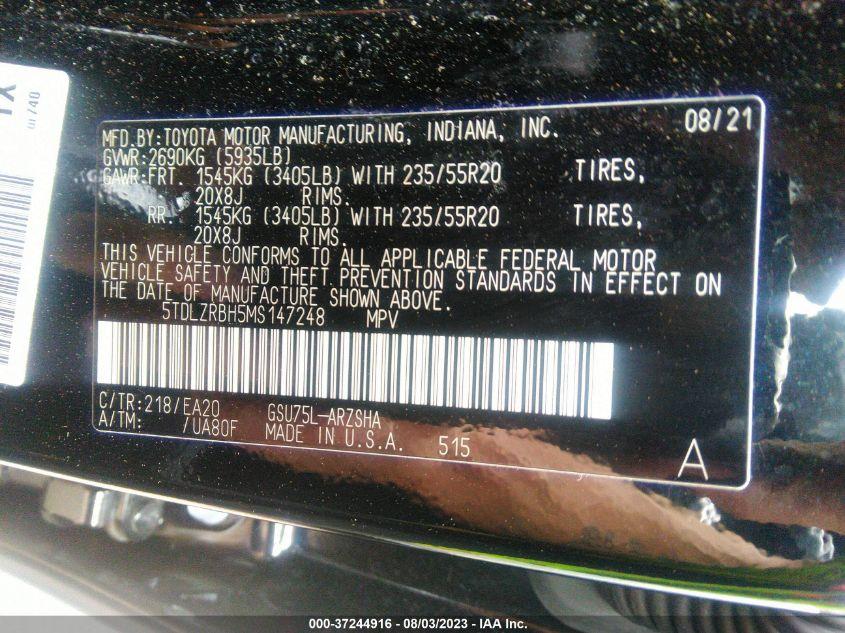 MFD.BY:TOYOTA MOTOR MANUFACTURING, INDIANA, INC. 08/21
GVWR:2690KG (5935LB)
GAWR:FRT. 1545KG (3405LB) WITH 235/55R20 TIRES,
20X8J RIMS.
RR. 1545KG (3405LB) WITH 235/55R20 TIRES,
20X8J RIMS.
THIS VEHICLE CONFORMS TO ALL APPLICABLE FEDERAL MOTOR
VEHICLE SAFETY AND THEFT PREVENTION STANDARDS IN EFFECT ON
THE DATE OF MANUFACTURE SHOWN ABOVE.
5TDLZRBH5MS147248 MPV
C/TR:218/EA20 GSU75L-ARZSHA
A/TM: /UA80F MADE IN U.S.A. 515
A
000-37244916 - 08/03/2023 - IAA Inc.